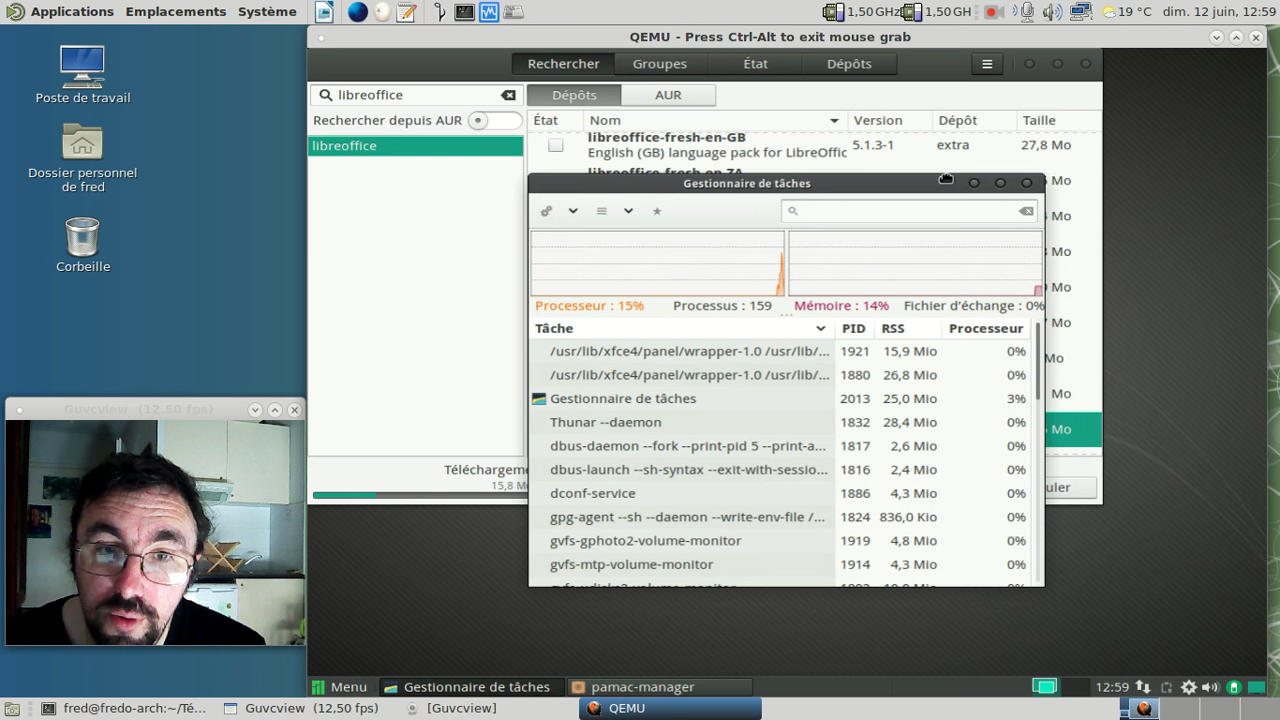 Applications Emplacements Système 1,50 GHz 1,50 GH 19 °C dim. 12 juin, 12:59
QEMU - Press Ctrl-Alt to exit mouse grab
Poste de travail
Dossier personnel
de fred
Corbeille
Rechercher Groupes État Dépôts
libreoffice Dépôts AUR
Rechercher depuis AUR État Nom Version Dépôt Taille
libreoffice
libreoffice-fresh-en-GB
English (GB) language pack for LibreOffic 5.1.3-1 extra 27,8 Mo
libreoffice-fresh-en-ZA
Mo
Mo
Mo
Mo
Mo
Mo
Mo
Mo
Gestionnaire de tâches
Processeur : 15% Processus : 159 Mémoire : 14% Fichier d'échange : 0%
Tâche PID RSS Processeur
/usr/lib/xfce4/panel/wrapper-1.0 /usr/lib/... 1921 15,9 Mio 0%
/usr/lib/xfce4/panel/wrapper-1.0 /usr/lib/... 1880 26,8 Mio 0%
Gestionnaire de tâches 2013 25,0 Mio 3%
Thunar --daemon 1832 28,4 Mio 0%
dbus-daemon --fork --print-pid 5 --print-a... 1817 2,6 Mio 0%
dbus-launch --sh-syntax --exit-with-sessio... 1816 2,4 Mio 0%
dconf-service 1886 4,3 Mio 0%
gpg-agent --sh --daemon --write-env-file /... 1824 836,0 Kio 0%
gvfs-gphoto2-volume-monitor 1919 4,8 Mio 0%
gvfs-mtp-volume-monitor 1914 4,3 Mio 0%
Téléchargeme
15,8 M
uler
Guvcview (12,50 fps)
Menu Gestionnaire de tâches pamac-manager 12:59
fred@fredo-arch:~/Té... Guvcview (12,50 fps) [Guvcview] QEMU